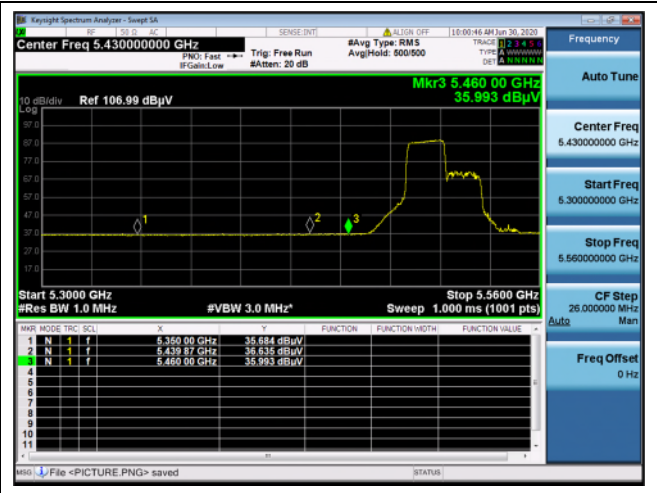 Keysight Spectrum Analyzer - Swept SA
RF 50 Ω AC SENSE:INT ALIGN OFF 10:00:46 AM Jun 30, 2020
Center Freq 5.430000000 GHz
PNO: Fast
IFGain:Low
Trig: Free Run
#Atten: 20 dB
#Avg Type: RMS
Avg|Hold: 500/500
TRACE 1 2 3 4 5 6
TYPE A WWWWW
DET A N N N N N
Mkr3 5.460 00 GHz
35.993 dBµV
10 dB/div Ref 106.99 dBµV
Log
97.0
87.0
77.0
67.0
57.0
47.0
37.0
27.0
17.0
1
2
3
Start 5.3000 GHz Stop 5.5600 GHz
#Res BW 1.0 MHz #VBW 3.0 MHz* Sweep 1.000 ms (1001 pts)
MKR MODE TRC SCL X Y FUNCTION FUNCTION WIDTH FUNCTION VALUE
1 N 1 f 5.350 00 GHz 35.684 dBµV
2 N 1 f 5.439 87 GHz 36.635 dBµV
3 N 1 f 5.460 00 GHz 35.993 dBµV
4
5
6
7
8
9
10
11
MSG File <PICTURE.PNG> saved STATUS
Frequency
Auto Tune
Center Freq
5.430000000 GHz
Start Freq
5.300000000 GHz
Stop Freq
5.560000000 GHz
CF Step
26.000000 MHz
Auto Man
Freq Offset
0 Hz